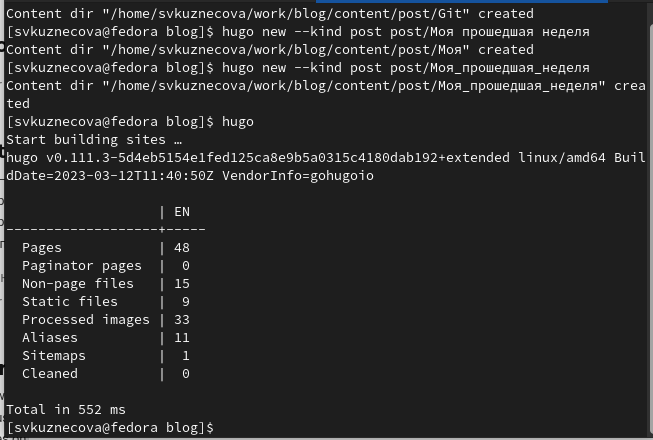 Content dir "/home/svkuznecova/work/blog/content/post/Git" created
[svkuznecova@fedora blog]$ hugo new --kind post post/Моя прошедшая неделя
Content dir "/home/svkuznecova/work/blog/content/post/Моя" created
[svkuznecova@fedora blog]$ hugo new --kind post post/Моя_прошедшая_неделя
Content dir "/home/svkuznecova/work/blog/content/post/Моя_прошедшая_неделя" crea
ted
[svkuznecova@fedora blog]$ hugo
Start building sites …
hugo v0.111.3-5d4eb5154e1fed125ca8e9b5a0315c4180dab192+extended linux/amd64 Buil
dDate=2023-03-12T11:40:50Z VendorInfo=gohugoio
| EN
-------------------+-----
Pages | 48
Paginator pages | 0
Non-page files | 15
Static files | 9
Processed images | 33
Aliases | 11
Sitemaps | 1
Cleaned | 0
Total in 552 ms
[svkuznecova@fedora blog]$